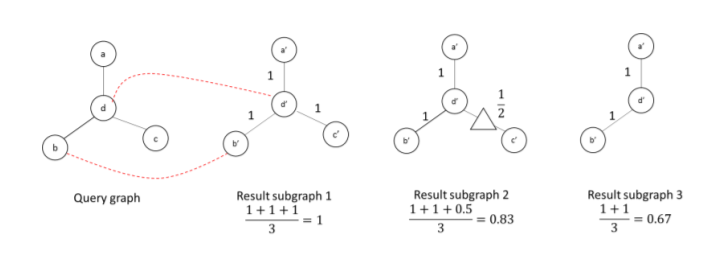 a
d
b
c
a'
1
d'
1
1
b'
c'
Query graph
Result subgraph 1
1 + 1 + 1
3
= 1
a'
1
d'
1
1
2
b'
c'
Result subgraph 2
1 + 1 + 0.5
3
= 0.83
a'
1
d'
1
b'
Result subgraph 3
1 + 1
3
= 0.67